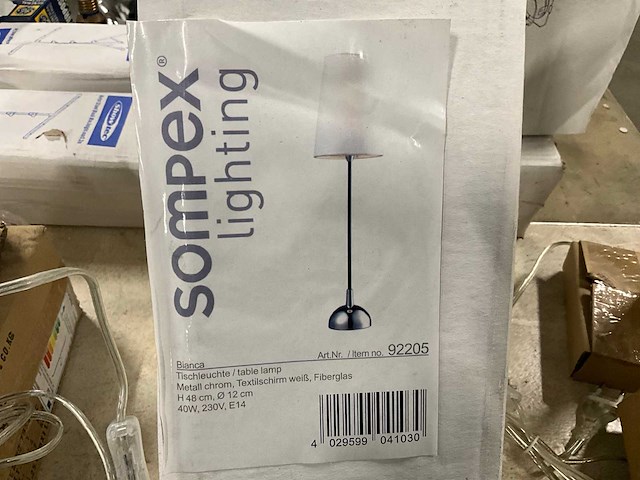 sompex®
lighting
Bianca Art.Nr. / Item no. 92205
Tischleuchte / table lamp
Metall chrom, Textilschirm weiß, Fiberglas
H 48 cm, Ø 12 cm
40W, 230V, E14
4 029599 041030